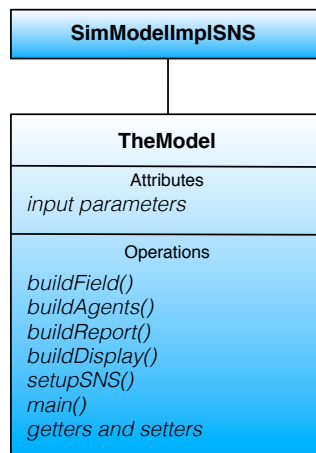 SimModelImplSNS
TheModel
Attributes
input parameters
Operations
buildField()
buildAgents()
buildReport()
buildDisplay()
setupSNS()
main()
getters and setters